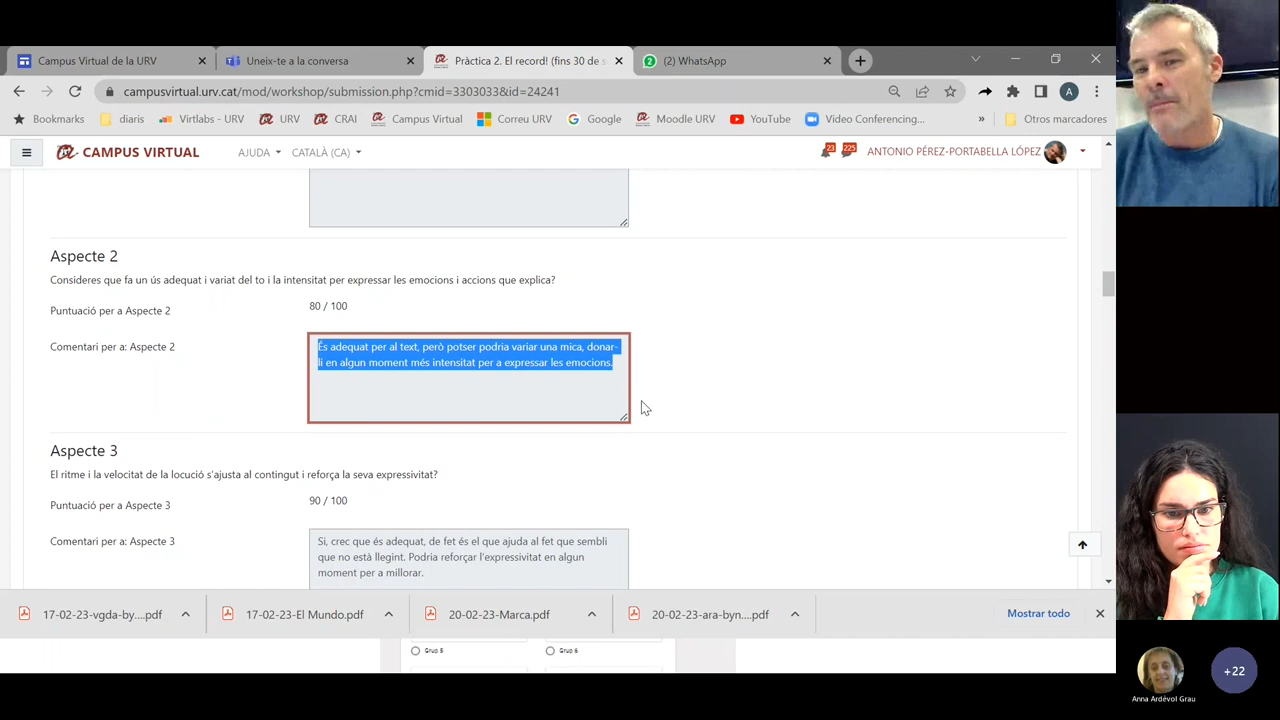 Campus Virtual de la URV
Uneix-te a la conversa
Pràctica 2. El record! (fins 30 de s
(2) WhatsApp
campusvirtual.urv.cat/mod/workshop/submission.php?cmid=3303033&id=24241
Bookmarks
diaris
Virtlabs - URV
URV
CRAI
Campus Virtual
Correu URV
Google
Moodle URV
YouTube
Video Conferencing...
»
Otros marcadores
CAMPUS VIRTUAL
AJUDA
CATALÀ (CA)
23
225
ANTONIO PÉREZ-PORTABELLA LÓPEZ
Aspecte 2
Consideres que fa un ús adequat i variat del to i la intensitat per expressar les emocions i accions que explica?
Puntuació per a Aspecte 2
80 / 100
Comentari per a: Aspecte 2
És adequat per al text, però potser podria variar una mica, donar-
li en algun moment més intensitat per a expressar les emocions.
Aspecte 3
El ritme i la velocitat de la locució s'ajusta al contingut i reforça la seva expressivitat?
Puntuació per a Aspecte 3
90 / 100
Comentari per a: Aspecte 3
Si, crec que és adequat, de fet és el que ajuda al fet que sembli
que no està llegint. Podria reforçar l'expressivitat en algun
moment per a millorar.
17-02-23-vgda-by....pdf
17-02-23-El Mundo.pdf
20-02-23-Marca.pdf
20-02-23-ara-byn....pdf
Mostrar todo
Grup 5
Grup 6
Anna Ardèvol Grau
+22